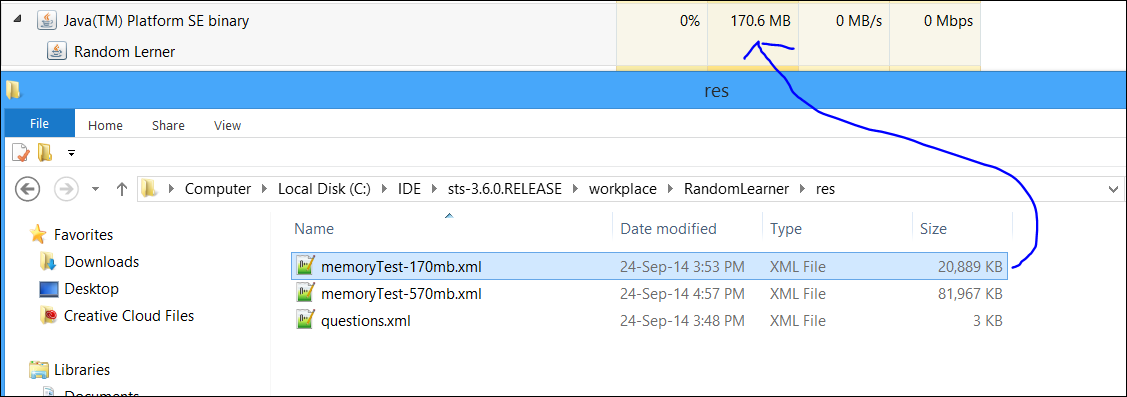 Java(TM) Platform SE binary 0% 170.6 MB 0 MB/s 0 Mbps
Random Lerner
res
File Home Share View
Computer Local Disk (C:) IDE sts-3.6.0.RELEASE workplace RandomLearner res
Favorites Name Date modified Type Size
Downloads memoryTest-170mb.xml 24-Sep-14 3:53 PM XML File 20,889 KB
Desktop memoryTest-570mb.xml 24-Sep-14 4:57 PM XML File 81,967 KB
Creative Cloud Files questions.xml 24-Sep-14 3:48 PM XML File 3 KB
Libraries
Documents